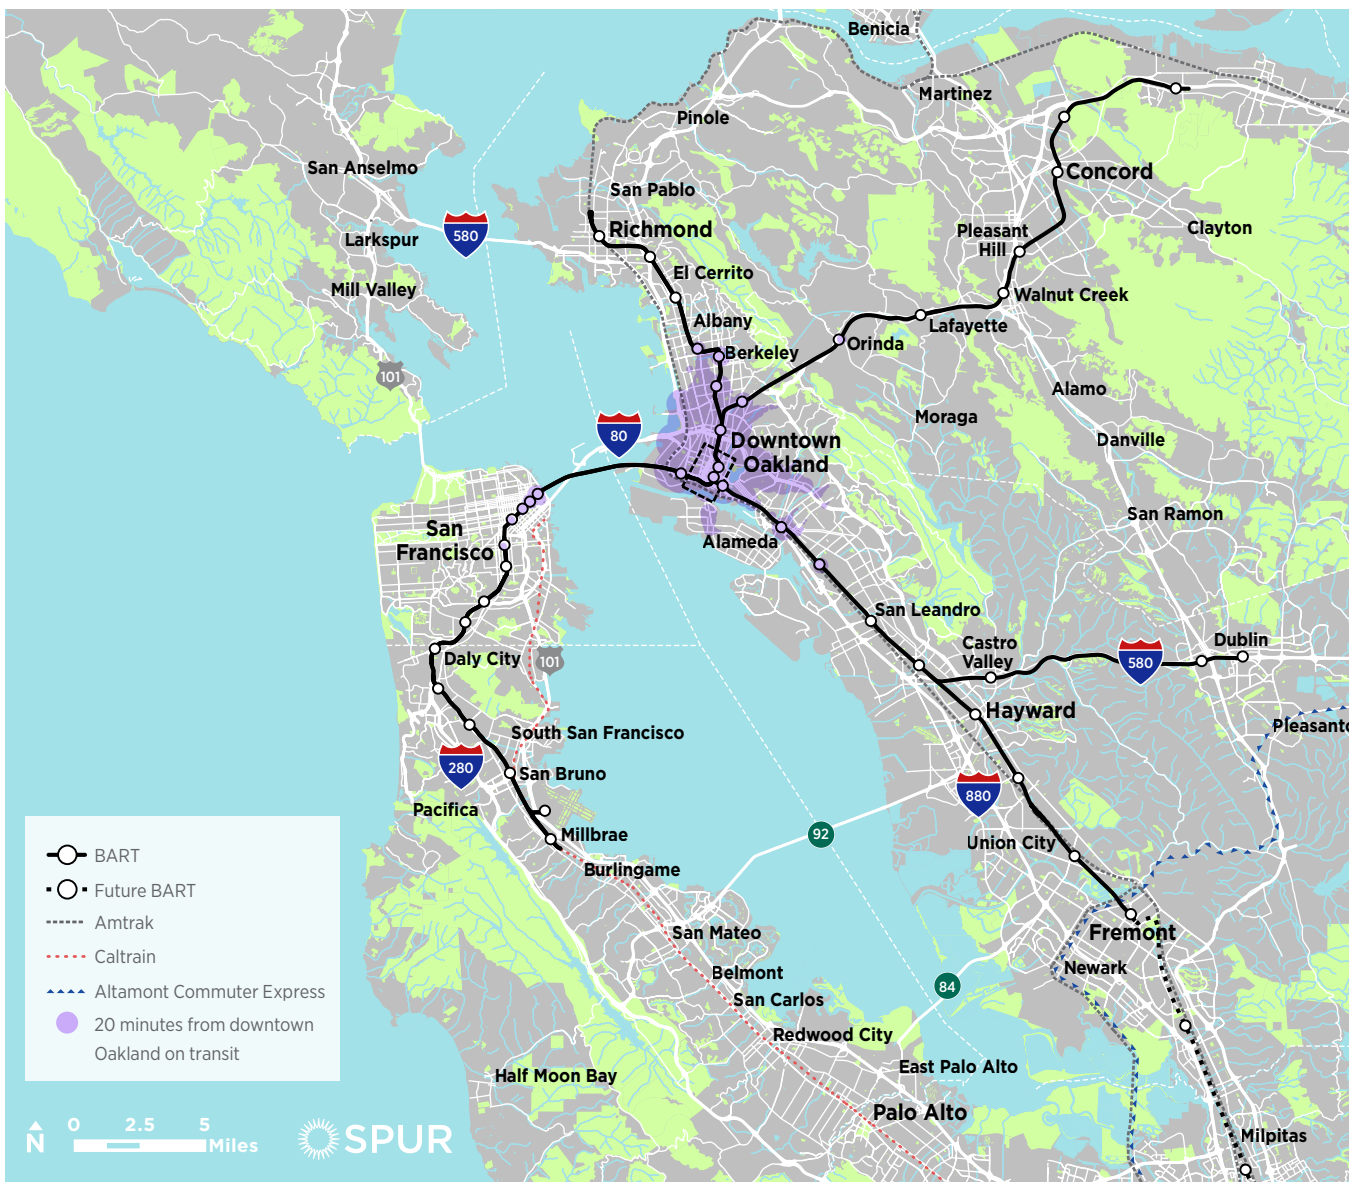 Benicia
Martinez
Pinole
San Anselmo
Concord
San Pablo
580
Richmond
Larkspur
Pleasant
Hill
Clayton
El Cerrito
Mill Valley
Walnut Creek
Albany
Lafayette
Berkeley
Orinda
101
Alamo
Moraga
80
Downtown
Oakland
Danville
San
Francisco
San Ramon
Alameda
San Leandro
Castro
Valley
Dublin
Daly City
101
580
Hayward
Pleasanto
South San Francisco
280
San Bruno
880
Pacifica
Millbrae
92
Union City
Burlingame
San Mateo
Fremont
Newark
Belmont
San Carlos
84
Redwood City
East Palo Alto
Half Moon Bay
Palo Alto
Milpitas
BART
Future BART
Amtrak
Caltrain
Altamont Commuter Express
20 minutes from downtown
Oakland on transit
N
0 2.5 5
Miles
SPUR